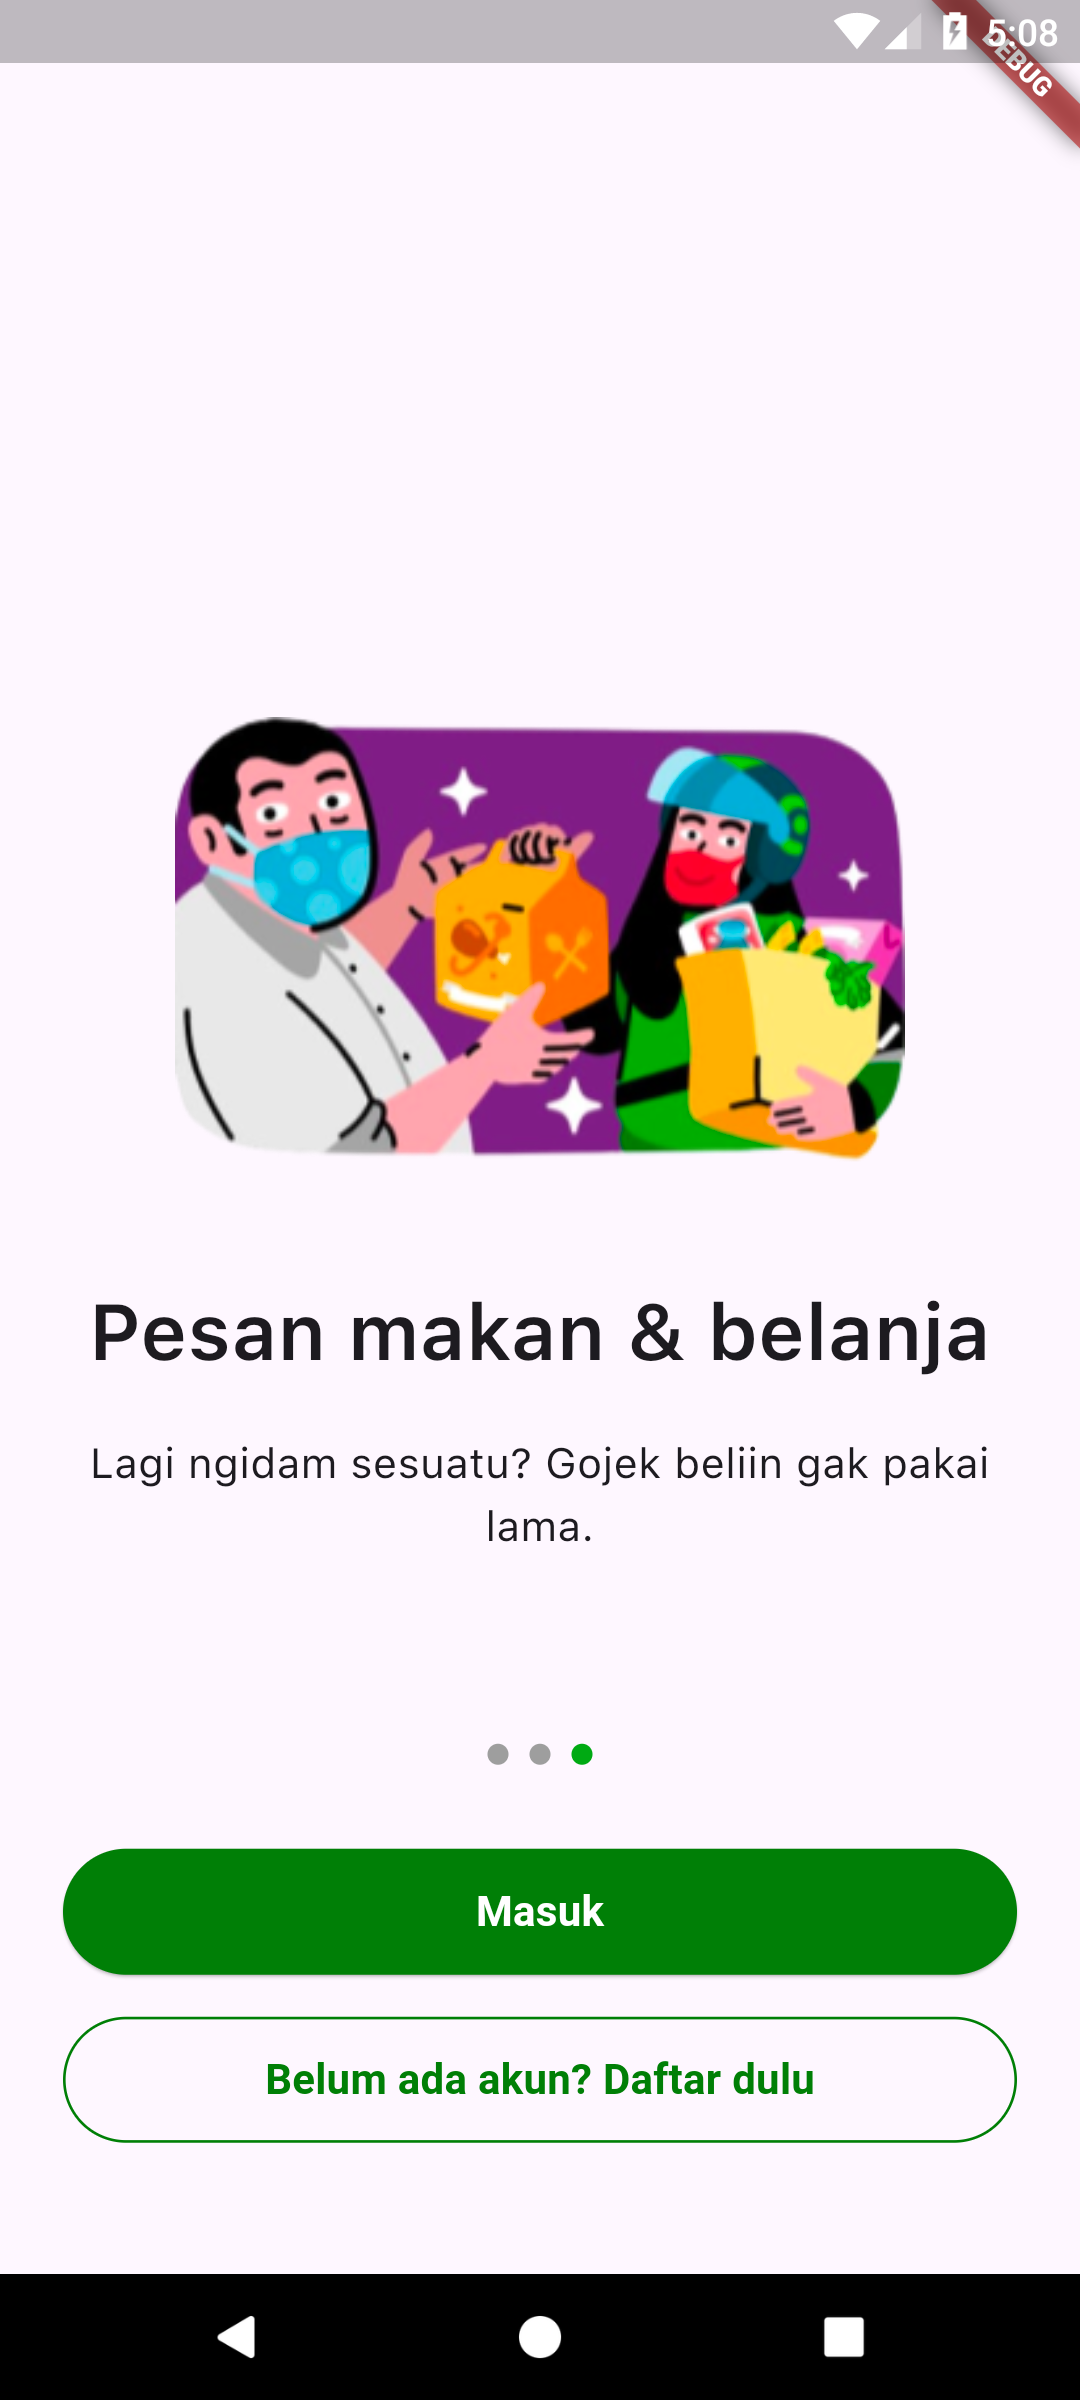 5:08
DEBUG
Pesan makan & belanja
Lagi ngidam sesuatu? Gojek beliin gak pakai
lama.
Masuk
Belum ada akun? Daftar dulu